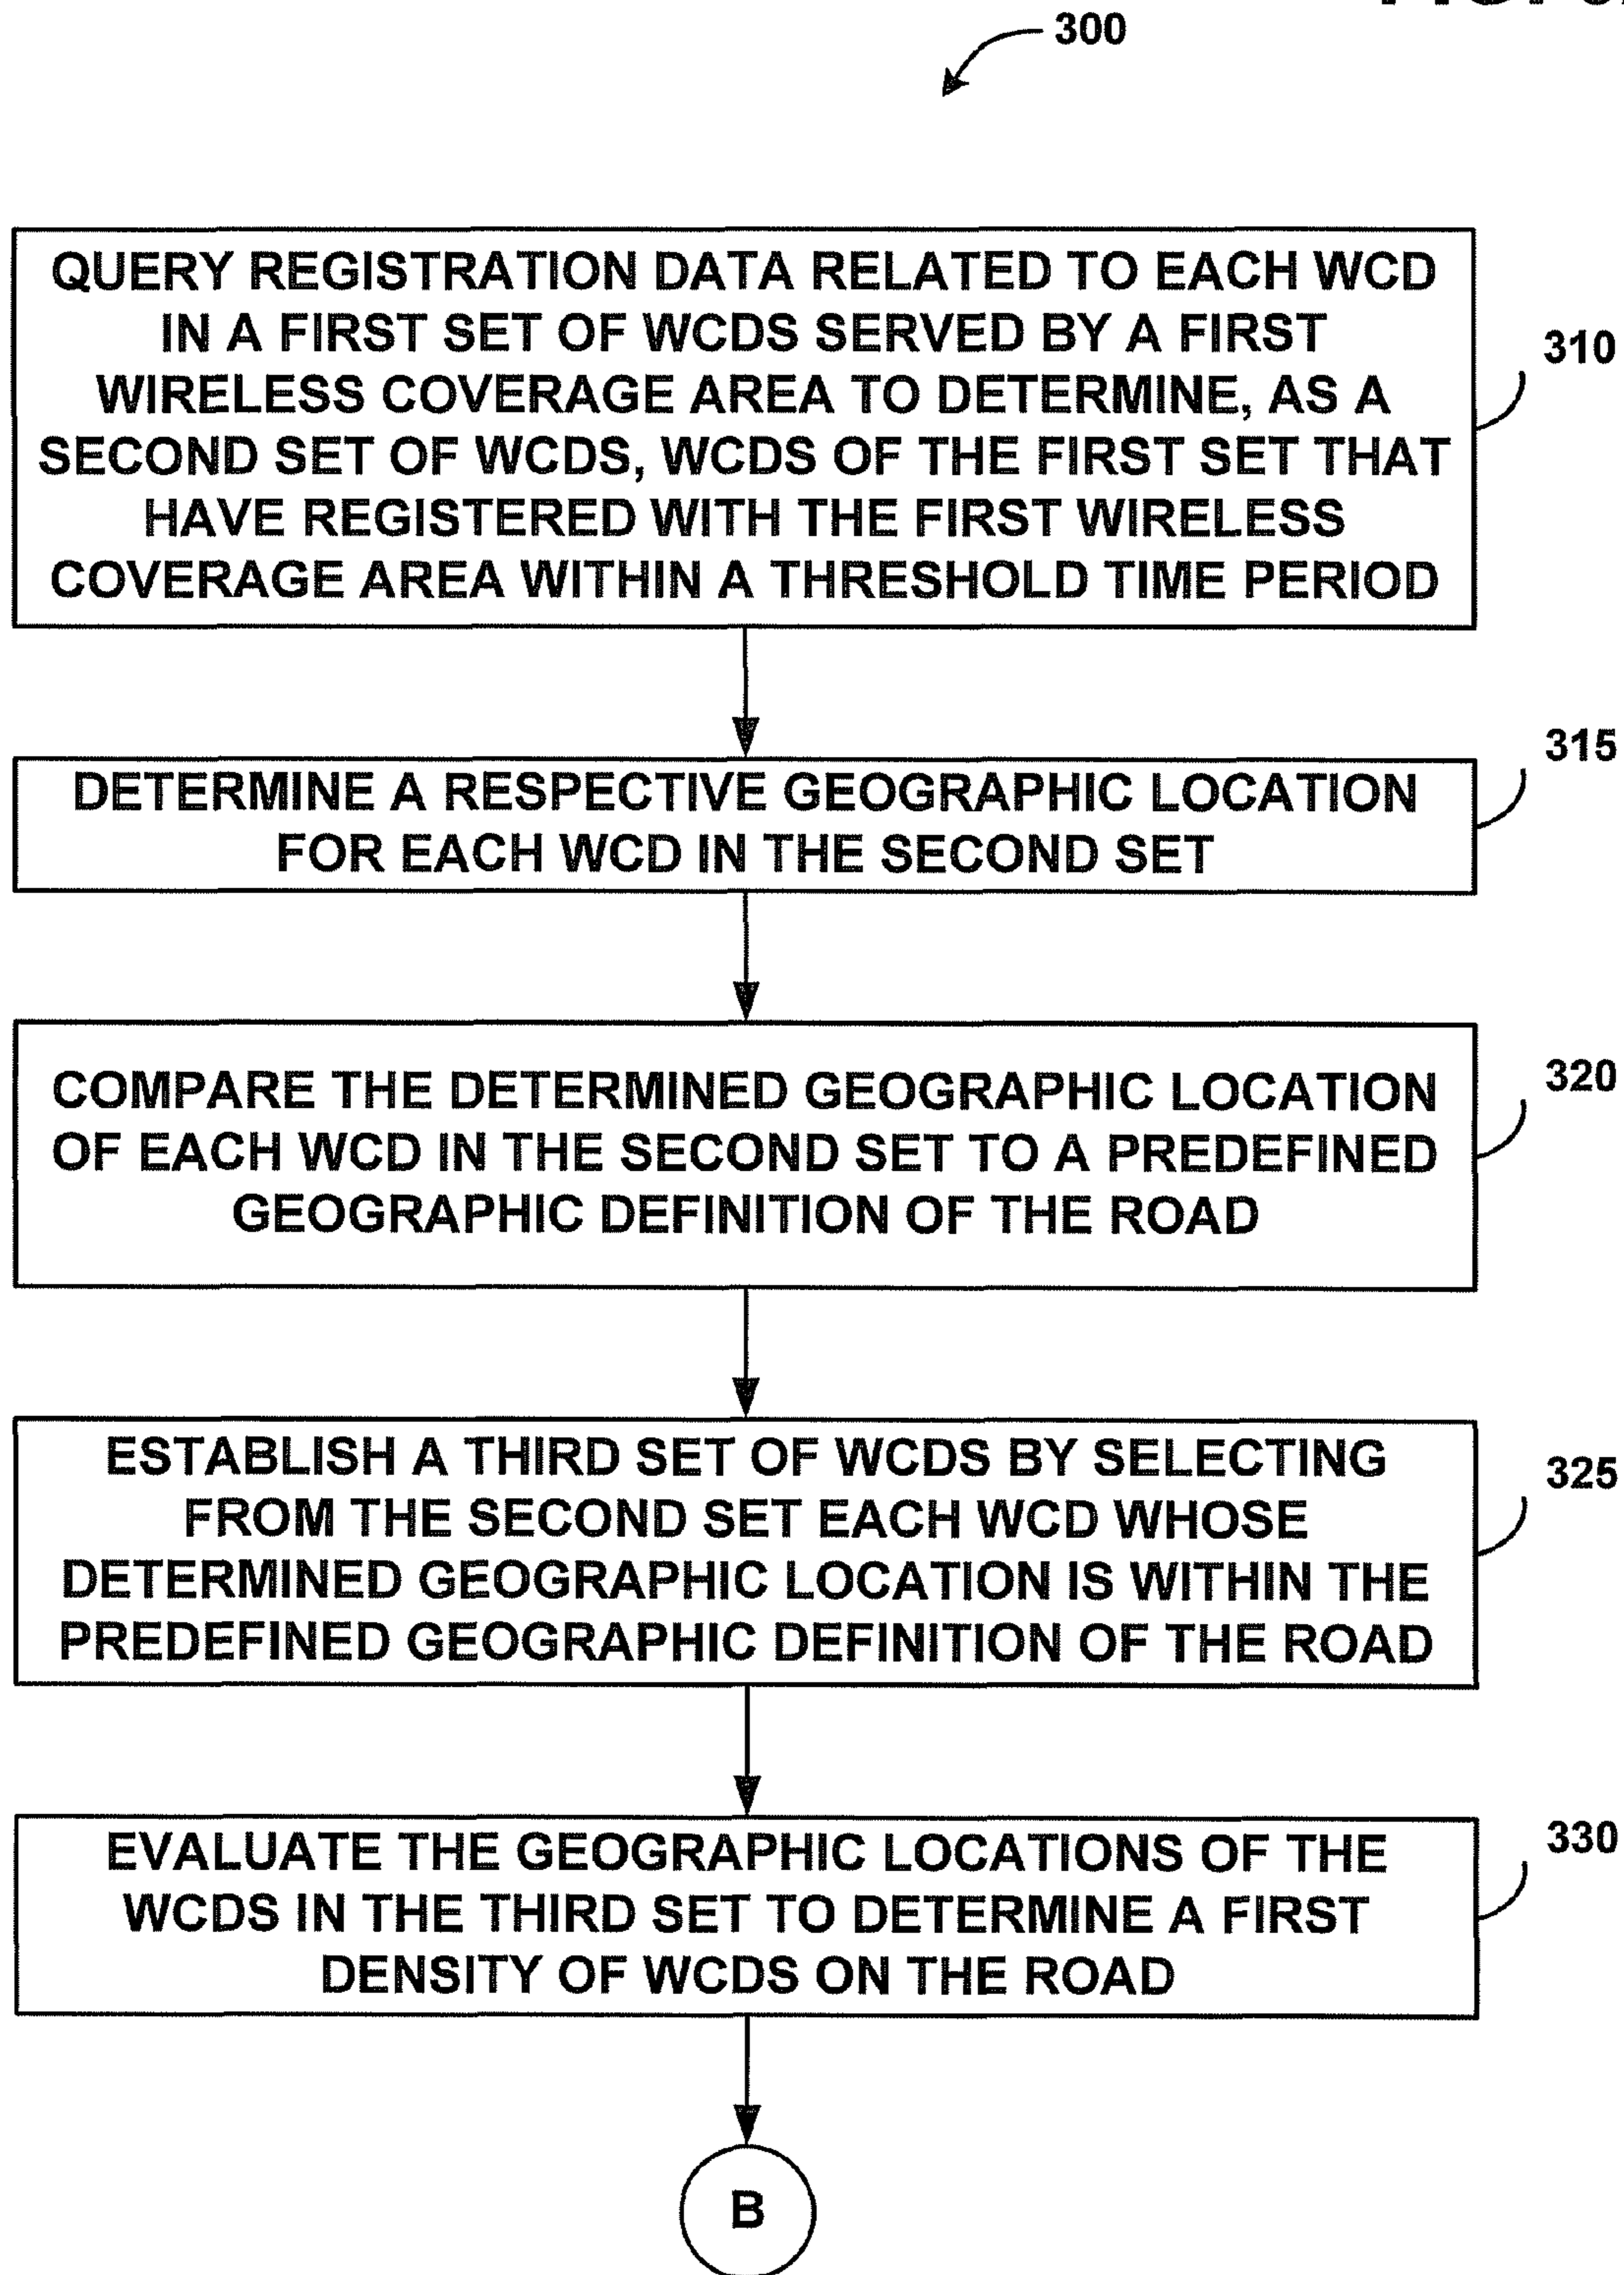 300
QUERY REGISTRATION DATA RELATED TO EACH WCD
IN A FIRST SET OF WCDS SERVED BY A FIRST
WIRELESS COVERAGE AREA TO DETERMINE, AS A
SECOND SET OF WCDS, WCDS OF THE FIRST SET THAT
HAVE REGISTERED WITH THE FIRST WIRELESS
COVERAGE AREA WITHIN A THRESHOLD TIME PERIOD
310
DETERMINE A RESPECTIVE GEOGRAPHIC LOCATION
FOR EACH WCD IN THE SECOND SET
315
COMPARE THE DETERMINED GEOGRAPHIC LOCATION
OF EACH WCD IN THE SECOND SET TO A PREDEFINED
GEOGRAPHIC DEFINITION OF THE ROAD
320
ESTABLISH A THIRD SET OF WCDS BY SELECTING
FROM THE SECOND SET EACH WCD WHOSE
DETERMINED GEOGRAPHIC LOCATION IS WITHIN THE
PREDEFINED GEOGRAPHIC DEFINITION OF THE ROAD
325
EVALUATE THE GEOGRAPHIC LOCATIONS OF THE
WCDS IN THE THIRD SET TO DETERMINE A FIRST
DENSITY OF WCDS ON THE ROAD
330
B